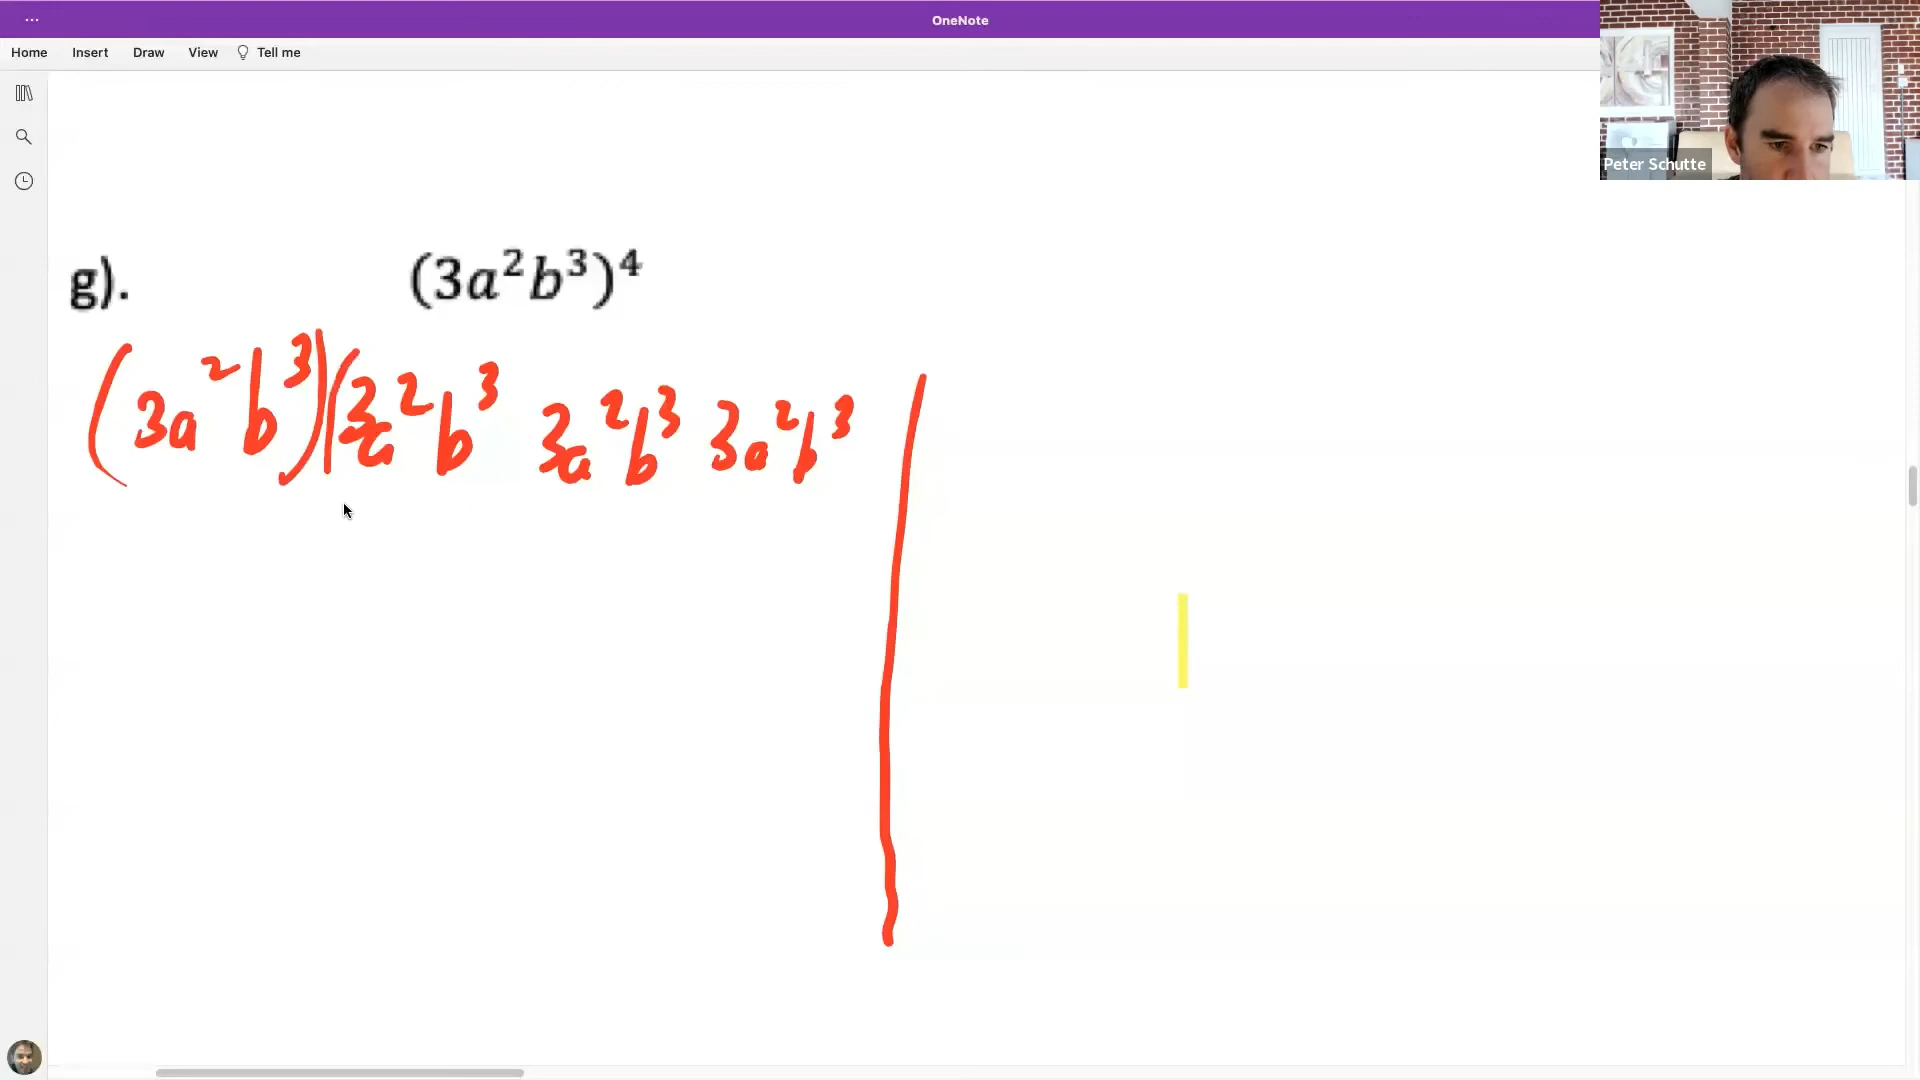 OneNote
Home Insert Draw View Tell me
Peter Schutte
g). (3a²b³)⁴
(3a²b³)(3a²b³ 3a²b³ 3a²b³